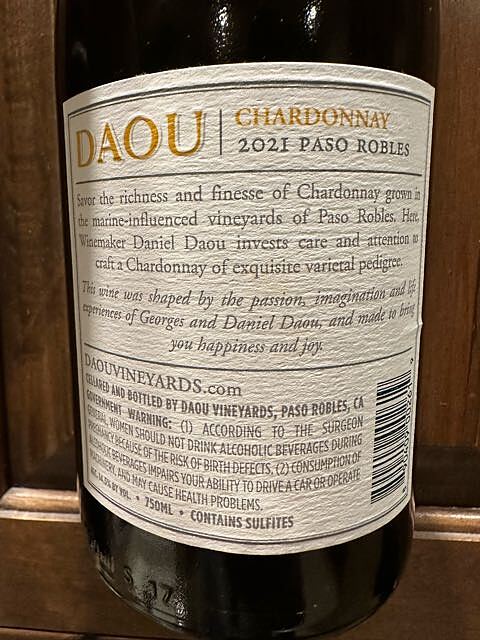 DAOU
CHARDONNAY
2021 PASO ROBLES
Savor the richness and finesse of Chardonnay grown in
the marine-influenced vineyards of Paso Robles. Here,
Winemaker Daniel Daou invests care and attention to
craft a Chardonnay of exquisite varietal pedigree.
This wine was shaped by the passion, imagination and life
experiences of Georges and Daniel Daou, and made to bring
you happiness and joy.
DAOUVINEYARDS.com
CELLARED AND BOTTLED BY DAOU VINEYARDS, PASO ROBLES, CA
GOVERNMENT WARNING: (1) ACCORDING TO THE SURGEON
GENERAL, WOMEN SHOULD NOT DRINK ALCOHOLIC BEVERAGES DURING
PREGNANCY BECAUSE OF THE RISK OF BIRTH DEFECTS. (2) CONSUMPTION OF
ALCOHOLIC BEVERAGES IMPAIRS YOUR ABILITY TO DRIVE A CAR OR OPERATE
MACHINERY, AND MAY CAUSE HEALTH PROBLEMS.
ALC. 14.5% BY VOL. • 750ML • CONTAINS SULFITES